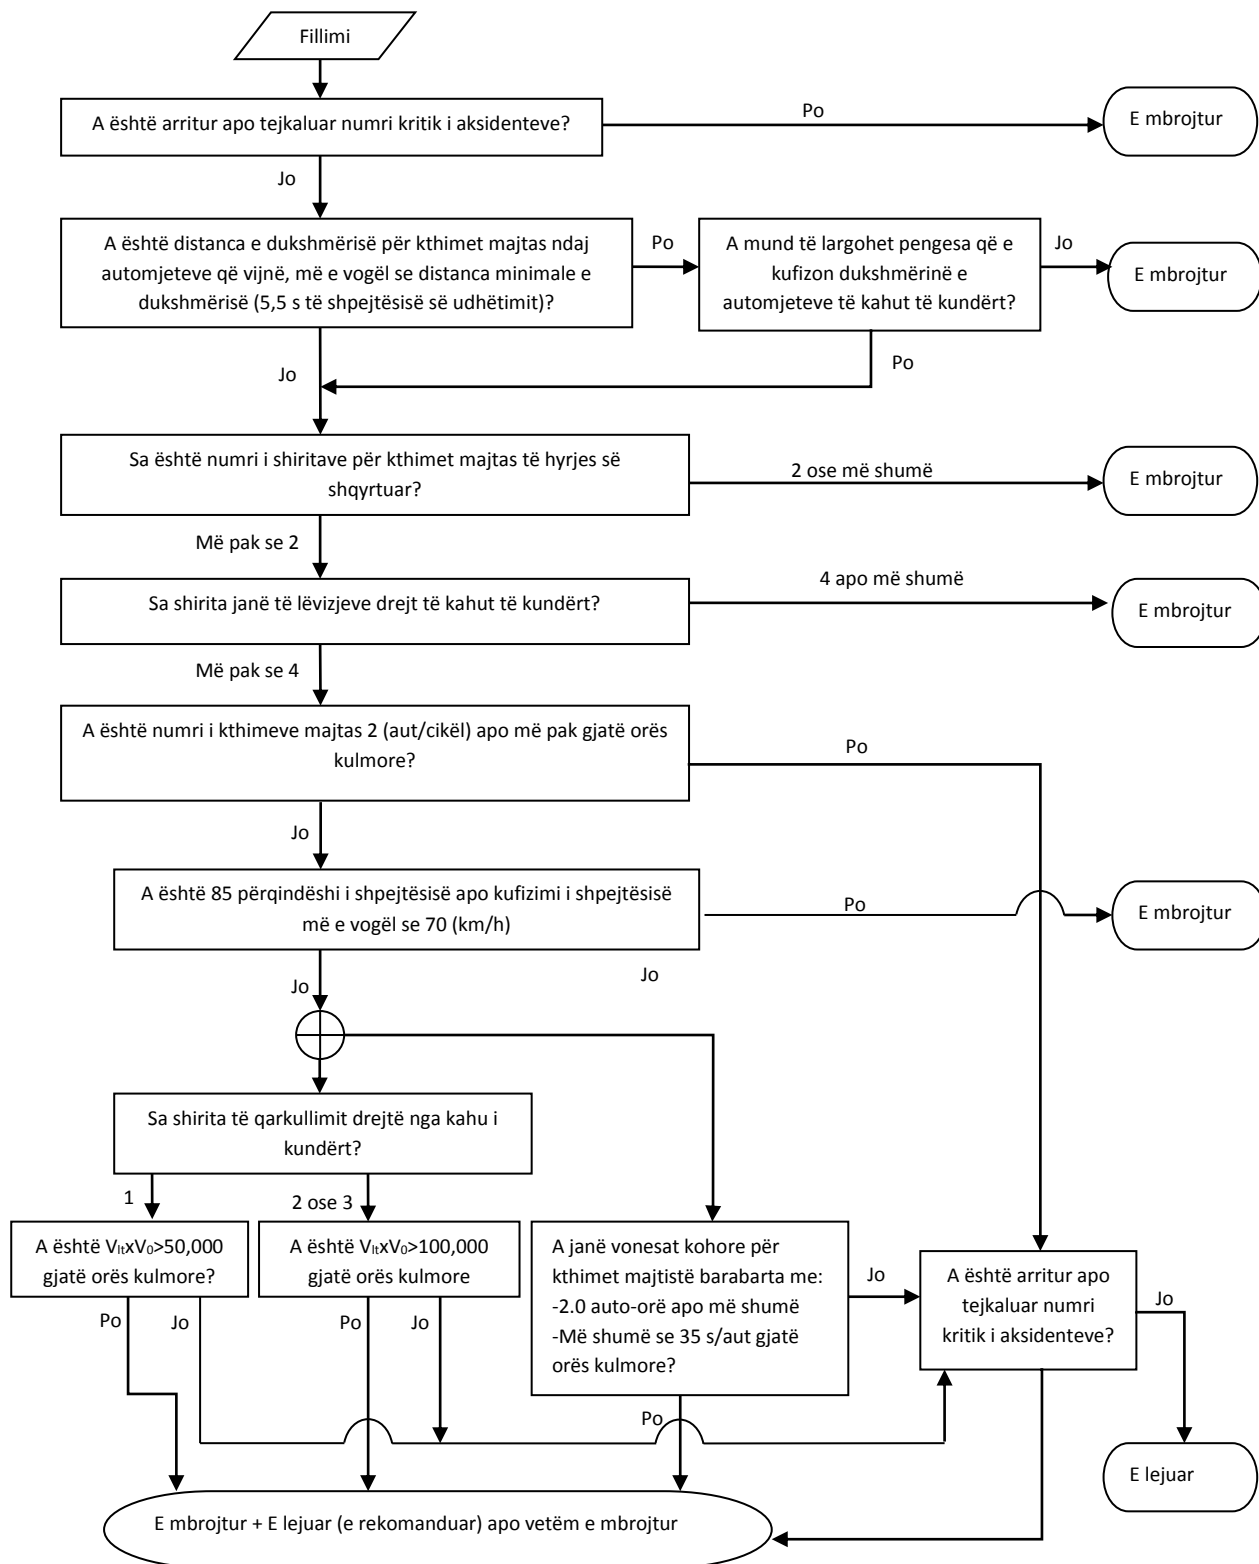 Fillimi
A është arritur apo tejkaluar numri kritik i aksidenteve?
Po
E mbrojtur
Jo
A është distanca e dukshmërisë për kthimet majtas ndaj
automjeteve që vijnë, më e vogël se distanca minimale e
dukshmërisë (5,5 s të shpejtësisë së udhëtimit)?
Po
A mund të largohet pengesa që e
kufizon dukshmërinë e
automjeteve të kahut të kundërt?
Jo
E mbrojtur
Jo
Po
Sa është numri i shiritave për kthimet majtas të hyrjes së
shqyrtuar?
2 ose më shumë
E mbrojtur
Më pak se 2
Sa shirita janë të lëvizjeve drejt të kahut të kundërt?
4 apo më shumë
E mbrojtur
Më pak se 4
A është numri i kthimeve majtas 2 (aut/cikël) apo më pak gjatë orës
kulmore?
Po
Jo
A është 85 përqindëshi i shpejtësisë apo kufizimi i shpejtësisë
më e vogël se 70 (km/h)
Po
E mbrojtur
Jo
Jo
Sa shirita të qarkullimit drejtë nga kahu i
kundërt?
1
2 ose 3
A është VltxV0>50,000
gjatë orës kulmore?
A është VltxV0>100,000
gjatë orës kulmore
A janë vonesat kohore për
kthimet majtistë barabarta me:
-2.0 auto-orë apo më shumë
-Më shumë se 35 s/aut gjatë
orës kulmore?
Jo
A është arritur apo
tejkaluar numri
kritik i aksidenteve?
Jo
Po
Jo
Po
Jo
Po
E lejuar
E mbrojtur + E lejuar (e rekomanduar) apo vetëm e mbrojtur